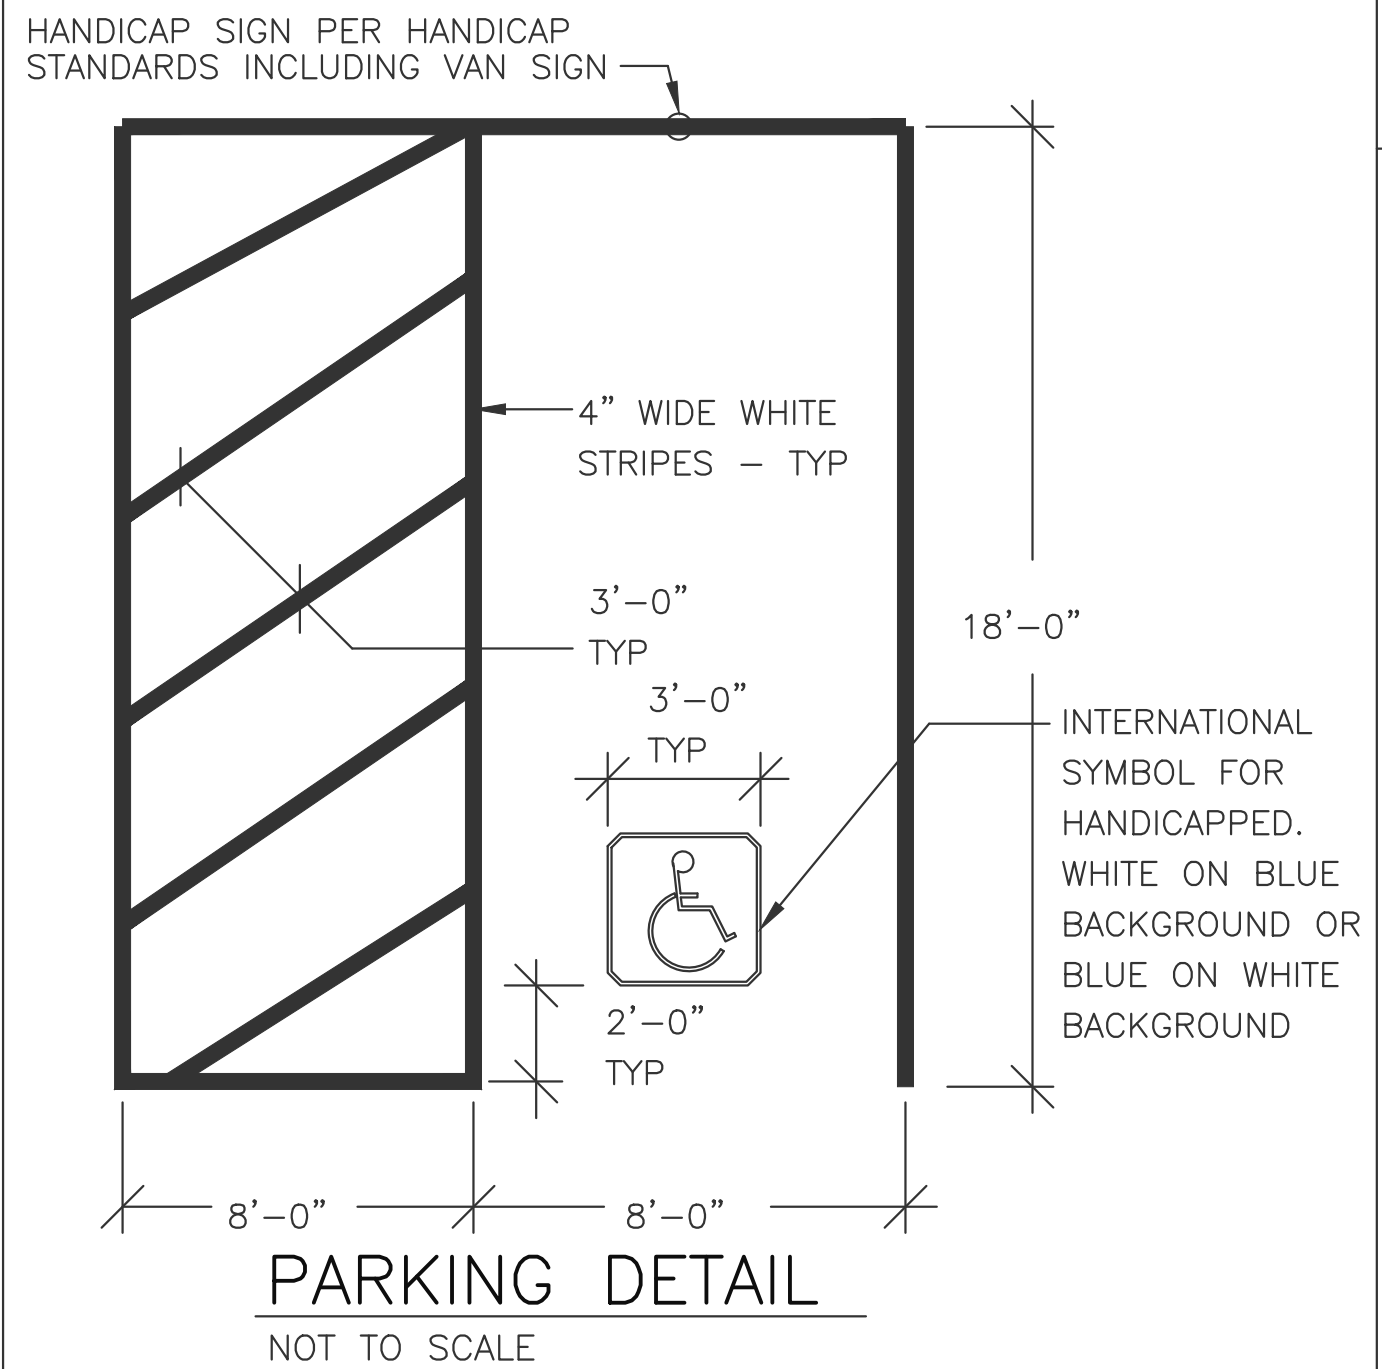 HANDICAP SIGN PER HANDICAP
STANDARDS INCLUDING VAN SIGN
4” WIDE WHITE
STRIPES – TYP
3’–0”
TYP
18’–0”
3’–0”
TYP
INTERNATIONAL
SYMBOL FOR
HANDICAPPED.
WHITE ON BLUE
BACKGROUND OR
BLUE ON WHITE
BACKGROUND
2’–0”
TYP
8’–0”
8’–0”
PARKING DETAIL
NOT TO SCALE